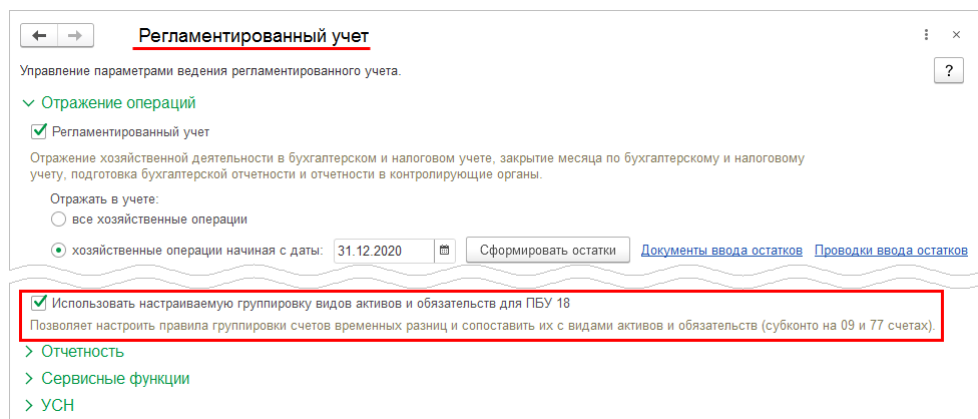 Регламентированный учет
Управление параметрами ведения регламентированного учета.
?
Отражение операций
Регламентированный учет
Отражение хозяйственной деятельности в бухгалтерском и налоговом учете, закрытие месяца по бухгалтерскому и налоговому
учету, подготовка бухгалтерской отчетности и отчетности в контролирующие органы.
Отражать в учете:
все хозяйственные операции
хозяйственные операции начиная с даты: 31.12.2020 Сформировать остатки Документы ввода остатков Проводки ввода остатков
Использовать настраиваемую группировку видов активов и обязательств для ПБУ 18
Позволяет настроить правила группировки счетов временных разниц и сопоставить их с видами активов и обязательств (субконто на 09 и 77 счетах).
Отчетность
Сервисные функции
УСН